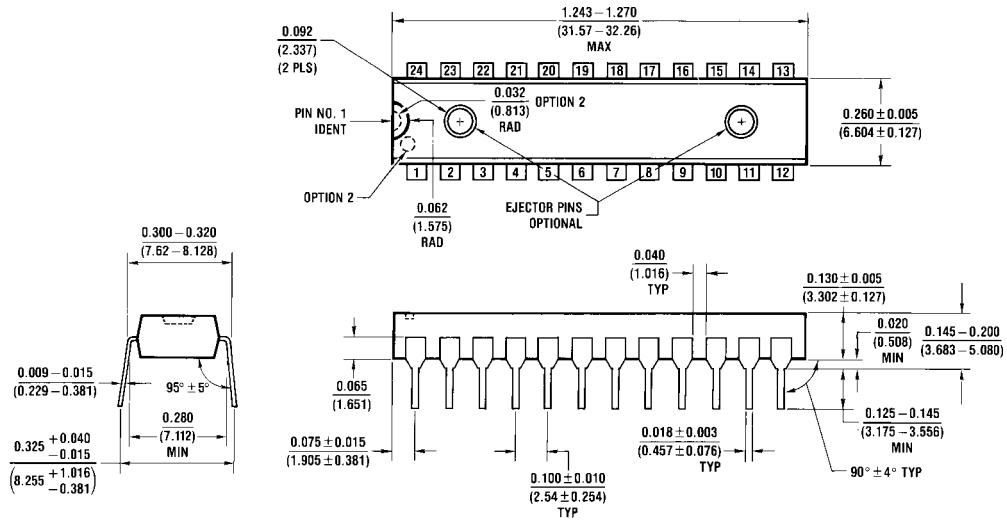 1.243 – 1.270
(31.57 – 32.26)
MAX
0.092
(2.337)
(2 PLS)
24 23 22 21 20 19 18 17 16 15 14 13
0.032
(0.813)
RAD
OPTION 2
PIN NO. 1
IDENT
0.260 ± 0.005
(6.604 ± 0.127)
1 2 3 4 5 6 7 8 9 10 11 12
OPTION 2
0.062
(1.575)
RAD
EJECTOR PINS
OPTIONAL
0.300 – 0.320
(7.62 – 8.128)
0.040
(1.016)
TYP
0.130 ± 0.005
(3.302 ± 0.127)
0.020
(0.508)
MIN
0.145 – 0.200
(3.683 – 5.080)
0.009 – 0.015
(0.229 – 0.381)
95° ± 5°
0.280
(7.112)
MIN
0.325 +0.040
–0.015
(8.255 +1.016
–0.381)
0.065
(1.651)
0.075 ± 0.015
(1.905 ± 0.381)
0.100 ± 0.010
(2.54 ± 0.254)
TYP
0.018 ± 0.003
(0.457 ± 0.076)
TYP
0.125 – 0.145
(3.175 – 3.556)
MIN
90° ± 4° TYP